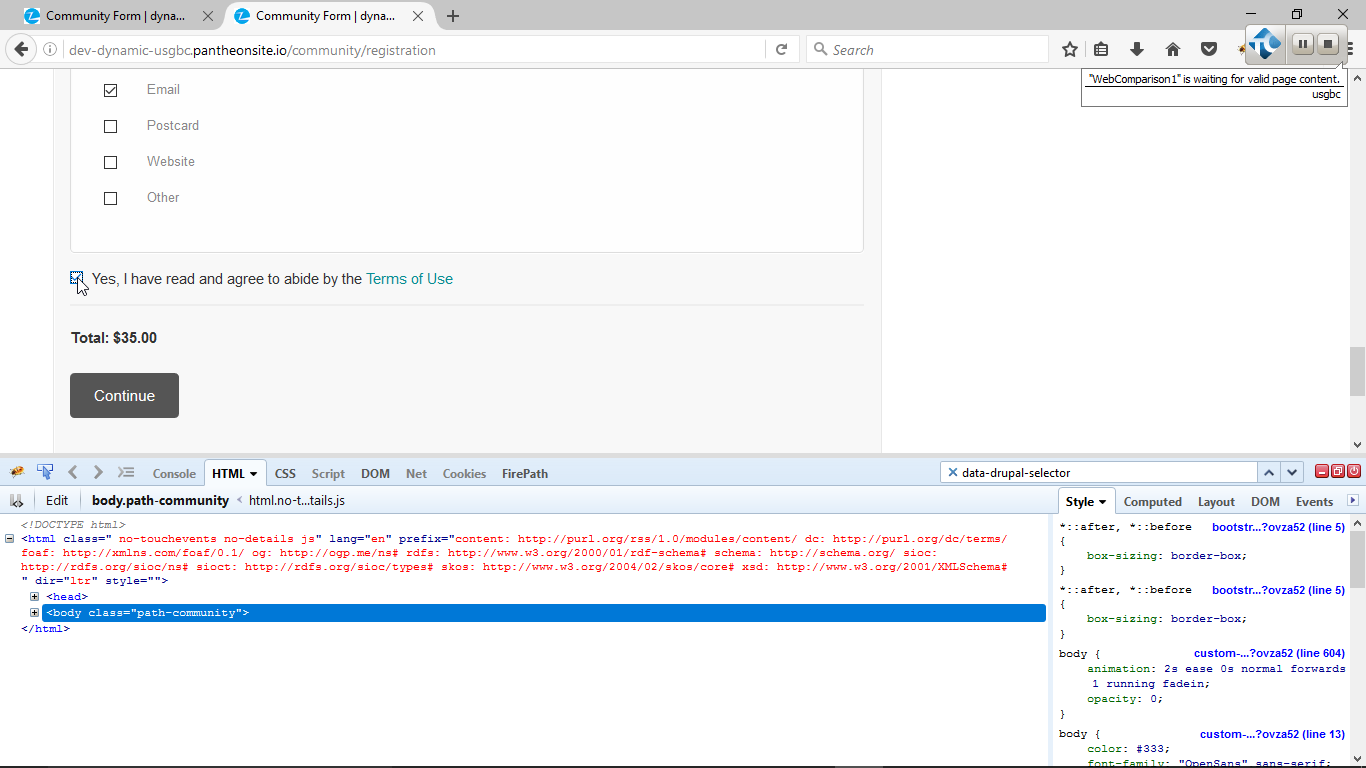 Community Form | dyna...
Community Form | dyna...
dev-dynamic-usgbc.pantheonsite.io/community/registration
Search
"WebComparison1" is waiting for valid page content.
usgbc
Email
Postcard
Website
Other
Yes, I have read and agree to abide by the Terms of Use
Total: $35.00
Continue
Console
HTML
CSS
Script
DOM
Net
Cookies
FirePath
data-drupal-selector
Edit
body.path-community < html.no-t...tails.js
<!DOCTYPE html>
<html class=" no-touchevents no-details js" lang="en" prefix="content: http://purl.org/rss/1.0/modules/content/ dc: http://purl.org/dc/terms/
foaf: http://xmlns.com/foaf/0.1/ og: http://ogp.me/ns# rdfs: http://www.w3.org/2000/01/rdf-schema# schema: http://schema.org/ sioc:
http://rdfs.org/sioc/ns# sioct: http://rdfs.org/sioc/types# skos: http://www.w3.org/2004/02/skos/core# xsd: http://www.w3.org/2001/XMLSchema#
" dir="ltr" style="">
<head>
<body class="path-community">
</html>
Style
Computed
Layout
DOM
Events
*::after, *::before bootstr...?ovza52 (line 5)
{
box-sizing: border-box;
}
*::after, *::before bootstr...?ovza52 (line 5)
{
box-sizing: border-box;
}
body { custom-...?ovza52 (line 604)
animation: 2s ease 0s normal forwards
1 running fadein;
opacity: 0;
}
body { custom-...?ovza52 (line 13)
color: #333;
font-family: "OpenSans",sans-serif;